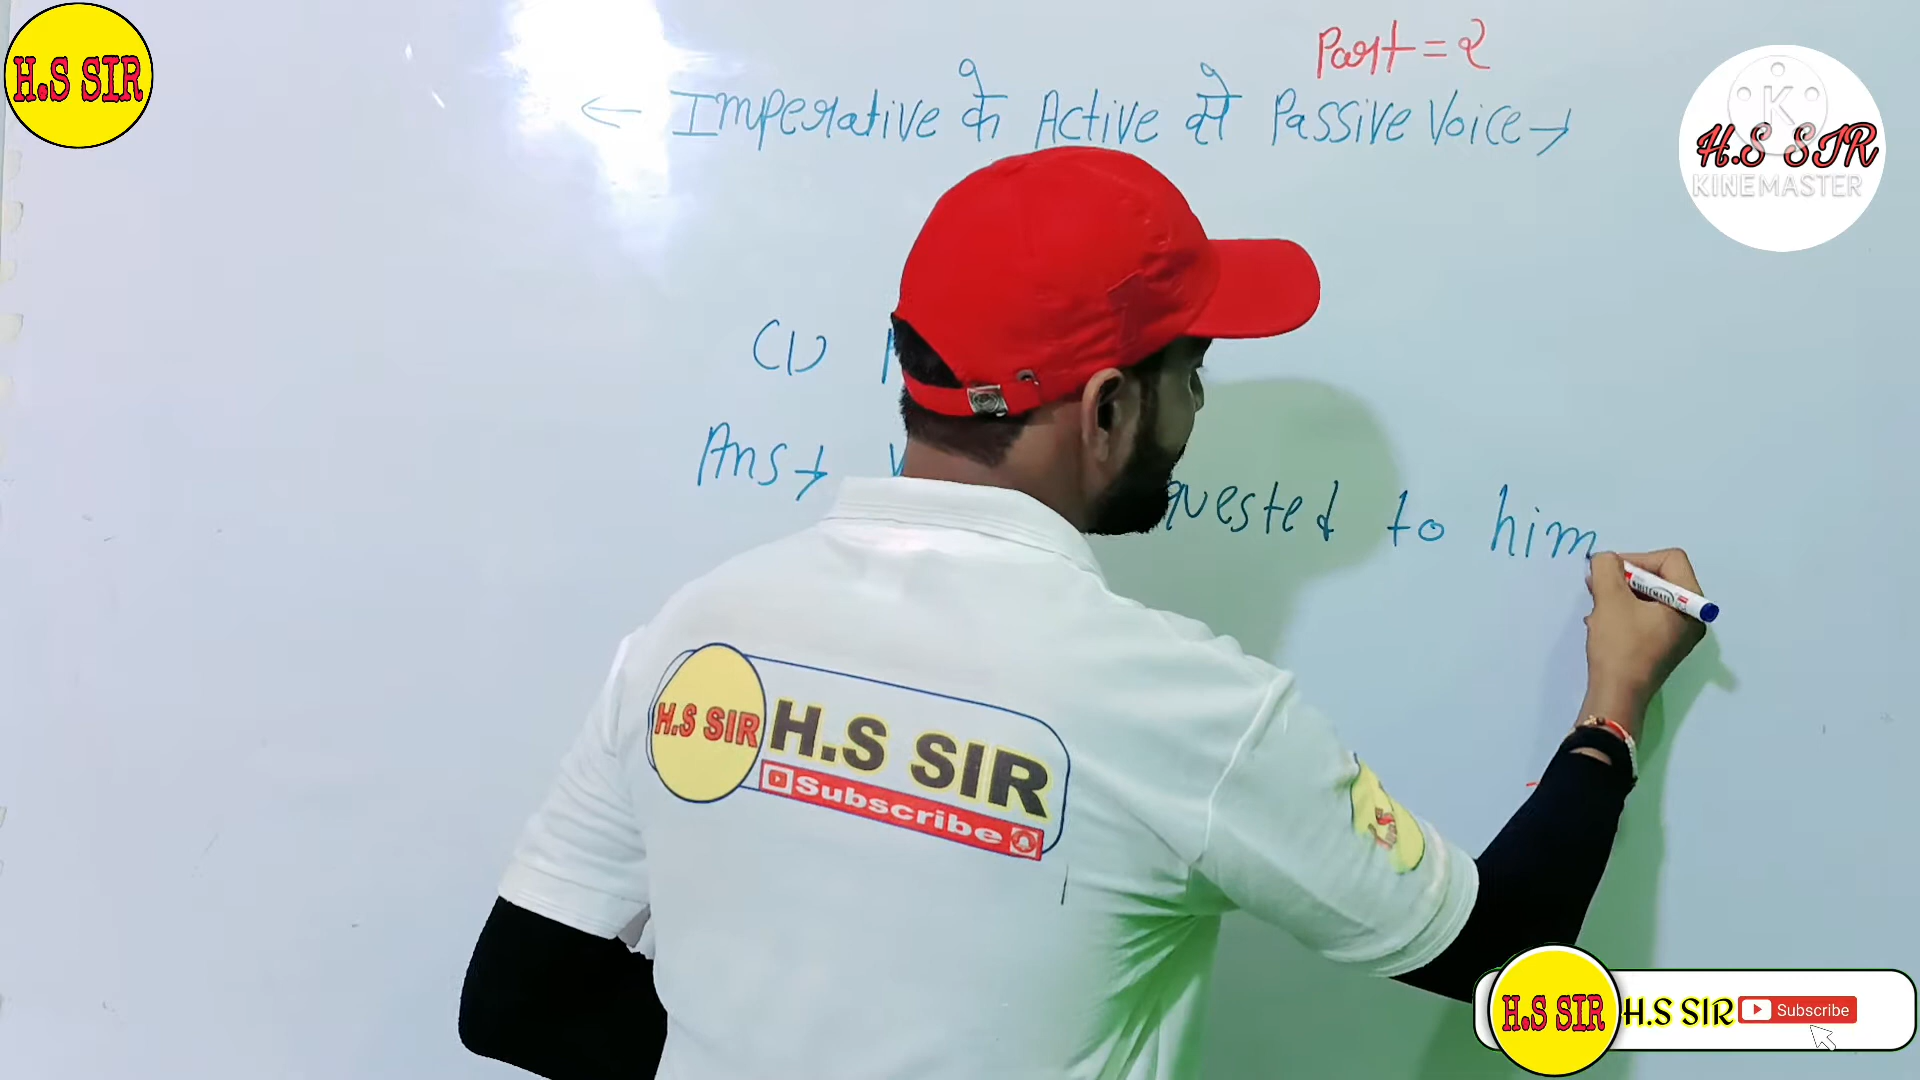 H.S SIR
Part = २
← Imperative के Active से Passive Voice →
H.S SIR
KINEMASTER
(1)
Ans → to him
H.S SIR H.S SIR
Subscribe
H.S SIR H.S SIR Subscribe